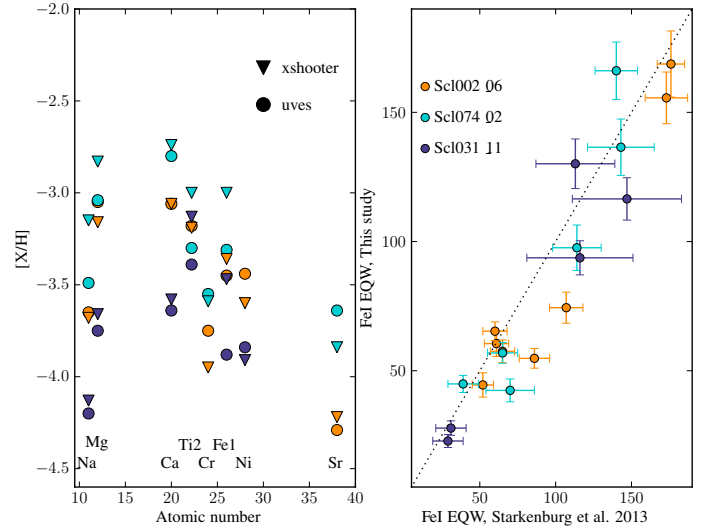 −2.0
−2.5
−3.0
−3.5
−4.0
−4.5
[X/H]
xshooter
uves
Mg
Na
Ti2
Fe1
Ca
Cr
Ni
Sr
10
15
20
25
30
35
40
Atomic number
FeI EQW, This study
150
100
50
Scl002_06
Scl074_02
Scl031_11
50
100
150
FeI EQW, Starkenburg et al. 2013